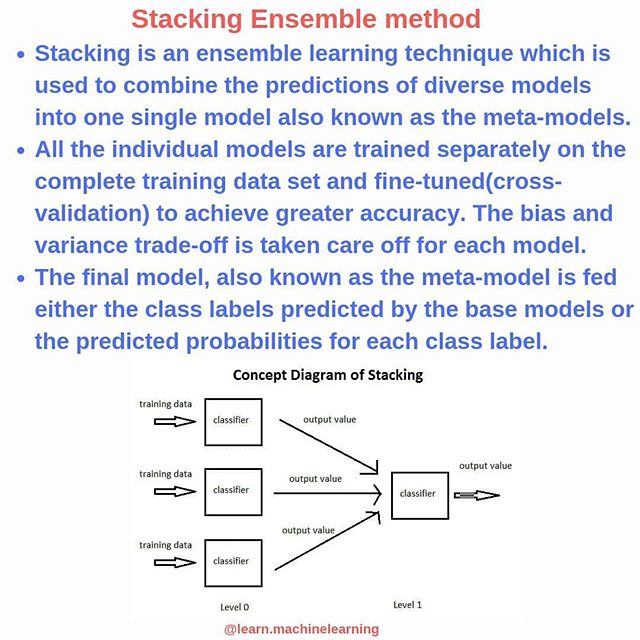 Stacking Ensemble method
• Stacking is an ensemble learning technique which is
used to combine the predictions of diverse models
into one single model also known as the meta-models.
• All the individual models are trained separately on the
complete training data set and fine-tuned(cross-
validation) to achieve greater accuracy. The bias and
variance trade-off is taken care off for each model.
• The final model, also known as the meta-model is fed
either the class labels predicted by the base models or
the predicted probabilities for each class label.
Concept Diagram of Stacking
training data
classifier
output value
training data
classifier
output value
classifier
output value
training data
classifier
output value
Level 0
Level 1
@learn.machinelearning